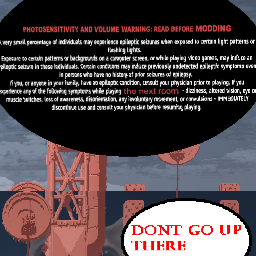 PHOTOSENSITIVITY AND VOLUME WARNING: READ BEFORE MODDING
A very small percentage of individuals may experience epileptic seizures when exposed to certain light patterns or
flashing lights.
Exposure to certain patterns or backgrounds on a computer screen, or while playing video games, may induce an
epileptic seizure in these individuals. Certain conditions may induce previously undetected epileptic symptoms even
in persons who have no history of prior seizures of epilepsy.
If you, or anyone in your family, have an epileptic condition, consult your physician prior to playing. If you
experience any of the following symptoms while playing the next room - dizziness, altered vision, eye or
muscle twitches, loss of awareness, disorientation, any involuntary movement, or convulsions - IMMEDIATELY
discontinue use and consult your physician before resuming playing.
DONT GO UP
THERE